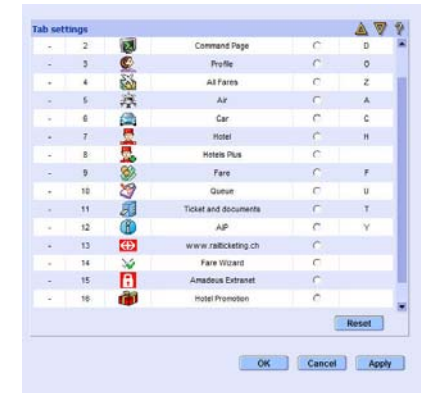 Tab settings ?
- 2 Command Page D
- 3 Profile O
- 4 All Fares Z
- 5 Air A
- 6 Car C
- 7 Hotel H
- 8 Hotels Plus
- 9 Fare F
- 10 Queue U
- 11 Ticket and documents T
- 12 AIP Y
- 13 www.railticketing.ch
- 14 Fare Wizard
- 15 Amadeus Extranet
- 16 Hotel Promotion
Reset
OK Cancel Apply